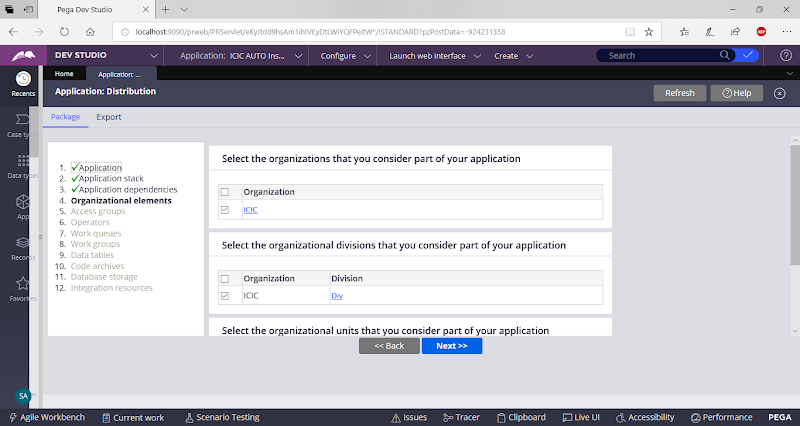 Pega Dev Studio
localhost:9090/prweb/PRServlet/eKyITdd9hsAm1ihIVEyDtLWiYQFPeitW*/!STANDARD?pzPostData=-924231358
DEV STUDIO
Application: ICIC AUTO Ins...
Configure
Launch web interface
Create
Search
Home
Application: ...
Recents
Application: Distribution
Refresh
Help
Package
Export
Case ty
Data ty
App
Records
Favorit
1. Application
2. Application stack
3. Application dependencies
4. Organizational elements
5. Access groups
6. Operators
7. Work queues
8. Work groups
9. Data tables
10. Code archives
11. Database storage
12. Integration resources
Select the organizations that you consider part of your application
Organization
ICIC
Select the organizational divisions that you consider part of your application
Organization Division
ICIC Div
Select the organizational units that you consider part of your application
<< Back
Next >>
SA
Agile Workbench
Current work
Scenario Testing
Issues
Tracer
Clipboard
Live UI
Accessibility
Performance
PEGA